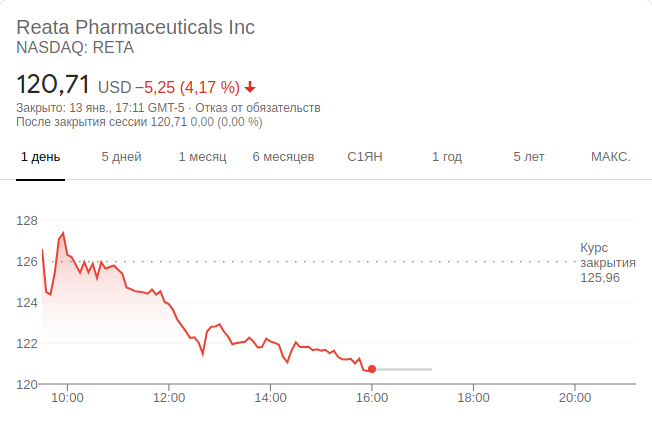 Reata Pharmaceuticals Inc
NASDAQ: RETA
120,71 USD −5,25 (4,17 %)
Закрыто: 13 янв., 17:11 GMT-5 · Отказ от обязательств
После закрытия сессии 120,71 0,00 (0,00 %)
1 день 5 дней 1 месяц 6 месяцев С1ЯН 1 год 5 лет МАКС.
128
126
124
122
120
Курс
закрытия
125,96
10:00 12:00 14:00 16:00 18:00 20:00